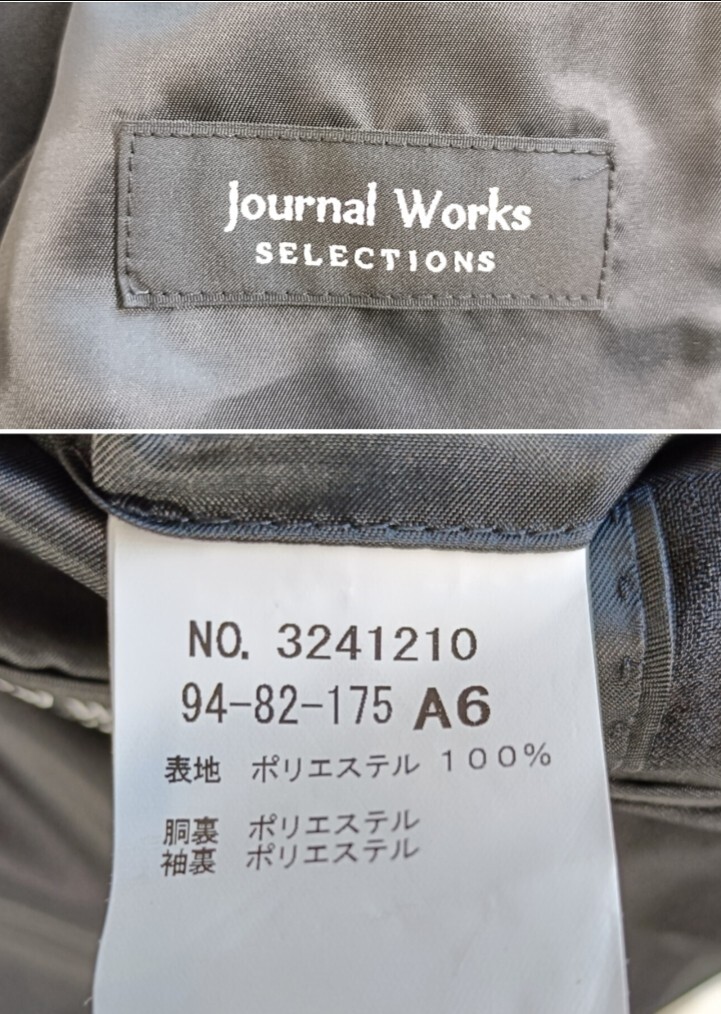 Journal Works
SELECTIONS
NO. 3241210
94-82-175 A6
表地 ポリエステル 100%
胴裏 ポリエステル
袖裏 ポリエステル